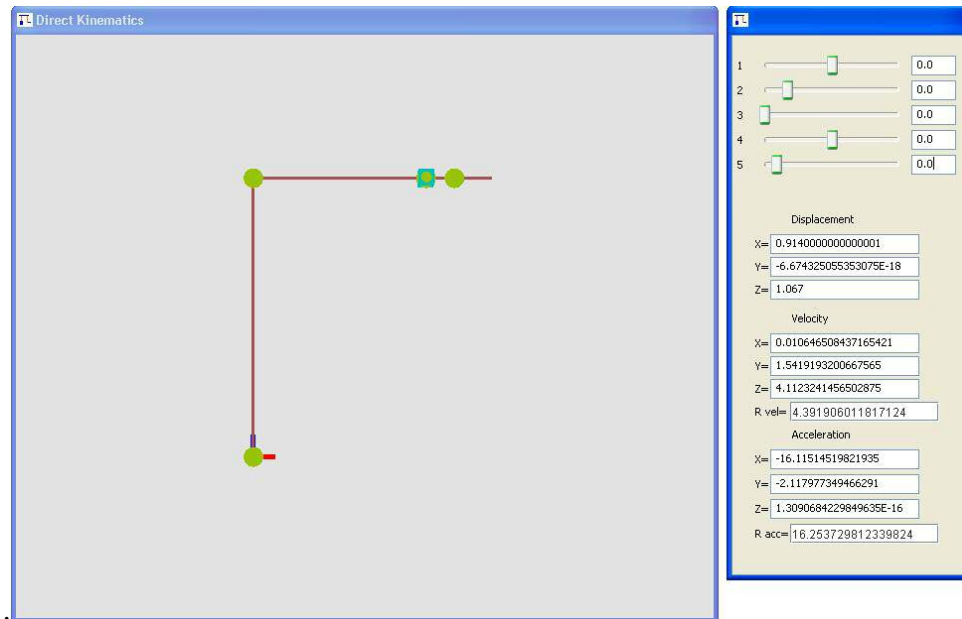 Direct Kinematics
1 0.0
2 0.0
3 0.0
4 0.0
5 0.0
Displacement
X= 0.9140000000000001
Y= -6.674325055353075E-18
Z= 1.067
Velocity
X= 0.010646508437165421
Y= 1.5419193200667565
Z= 4.1123241456502875
R vel= 4.391906011817124
Acceleration
X= -16.11514519821935
Y= -2.117977349466291
Z= 1.3090684229849635E-16
R acc= 16.253729812339824